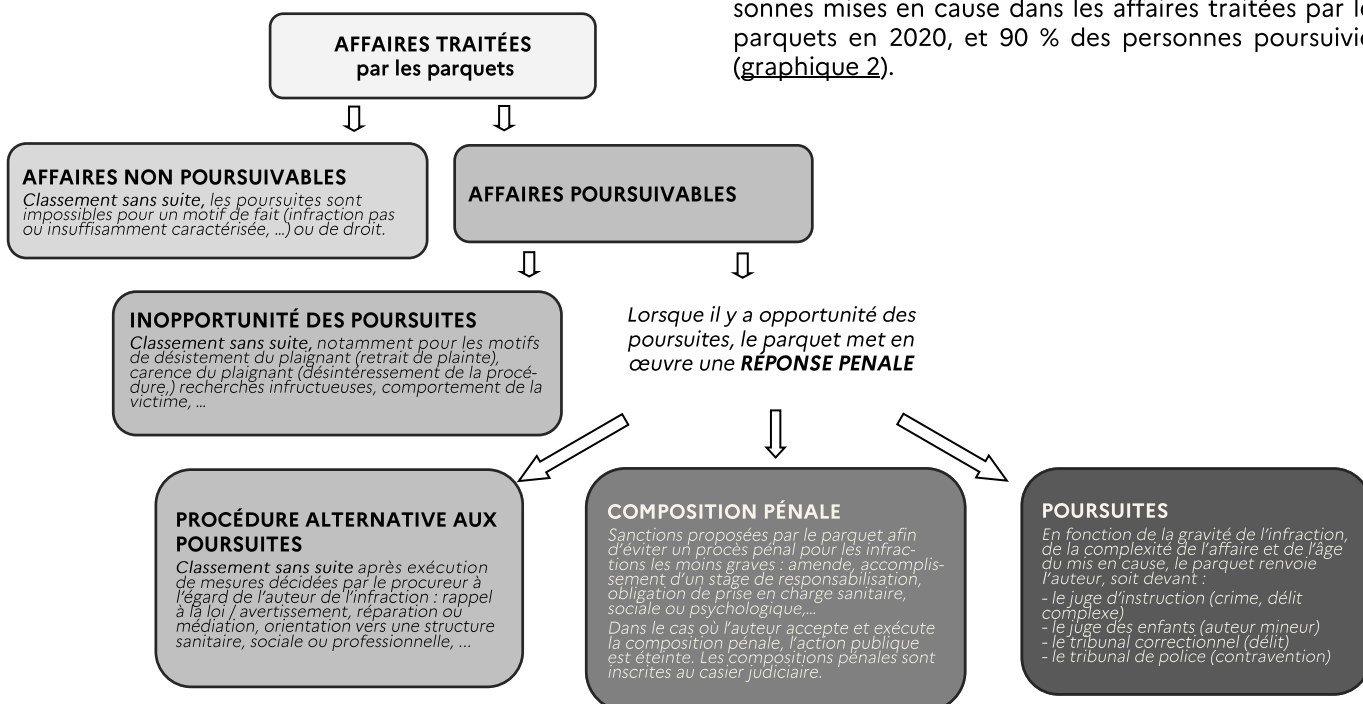 sonnes mises en cause dans les affaires traitées par le
parquets en 2020, et 90 % des personnes poursuivie
(graphique 2).
AFFAIRES TRAITÉES
par les parquets
AFFAIRES NON POURSUIVABLES
Classement sans suite, les poursuites sont
impossibles pour un motif de fait (infraction pas
ou insuffisamment caractérisée, ...) ou de droit.
AFFAIRES POURSUIVABLES
INOPPORTUNITÉ DES POURSUITES
Classement sans suite, notamment pour les motifs
de désistement du plaignant (retrait de plainte),
carence du plaignant (désintéressement de la procé-
dure,) recherches infructueuses, comportement de la
victime, ...
Lorsque il y a opportunité des
poursuites, le parquet met en
œuvre une RÉPONSE PENALE
PROCÉDURE ALTERNATIVE AUX
POURSUITES
Classement sans suite après exécution
de mesures décidées par le procureur à
l'égard de l'auteur de l'infraction : rappel
à la loi / avertissement, réparation ou
médiation, orientation vers une structure
sanitaire, sociale ou professionnelle, ...
COMPOSITION PÉNALE
Sanctions proposées par le parquet afin
d'éviter un procès pénal pour les infrac-
tions les moins graves : amende, accomplis-
sement d'un stage de responsabilisation,
obligation de prise en charge sanitaire,
sociale ou psychologique,...
Dans le cas où l'auteur accepte et exécute
la composition pénale, l'action publique
est éteinte. Les compositions pénales sont
inscrites au casier judiciaire.
POURSUITES
En fonction de la gravité de l'infraction,
de la complexité de l'affaire et de l'âge
du mis en cause, le parquet renvoie
l'auteur, soit devant :
- le juge d'instruction (crime, délit
complexe)
- le juge des enfants (auteur mineur)
- le tribunal correctionnel (délit)
- le tribunal de police (contravention)